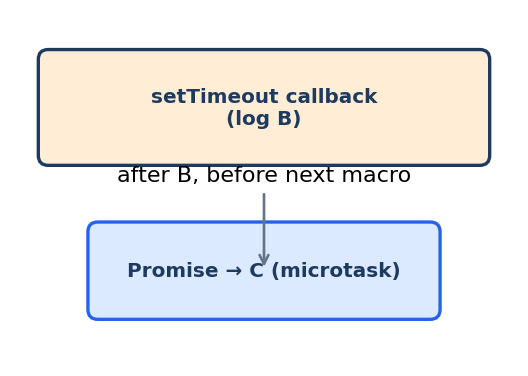 setTimeout callback
(log B)
after B, before next macro
Promise → C (microtask)